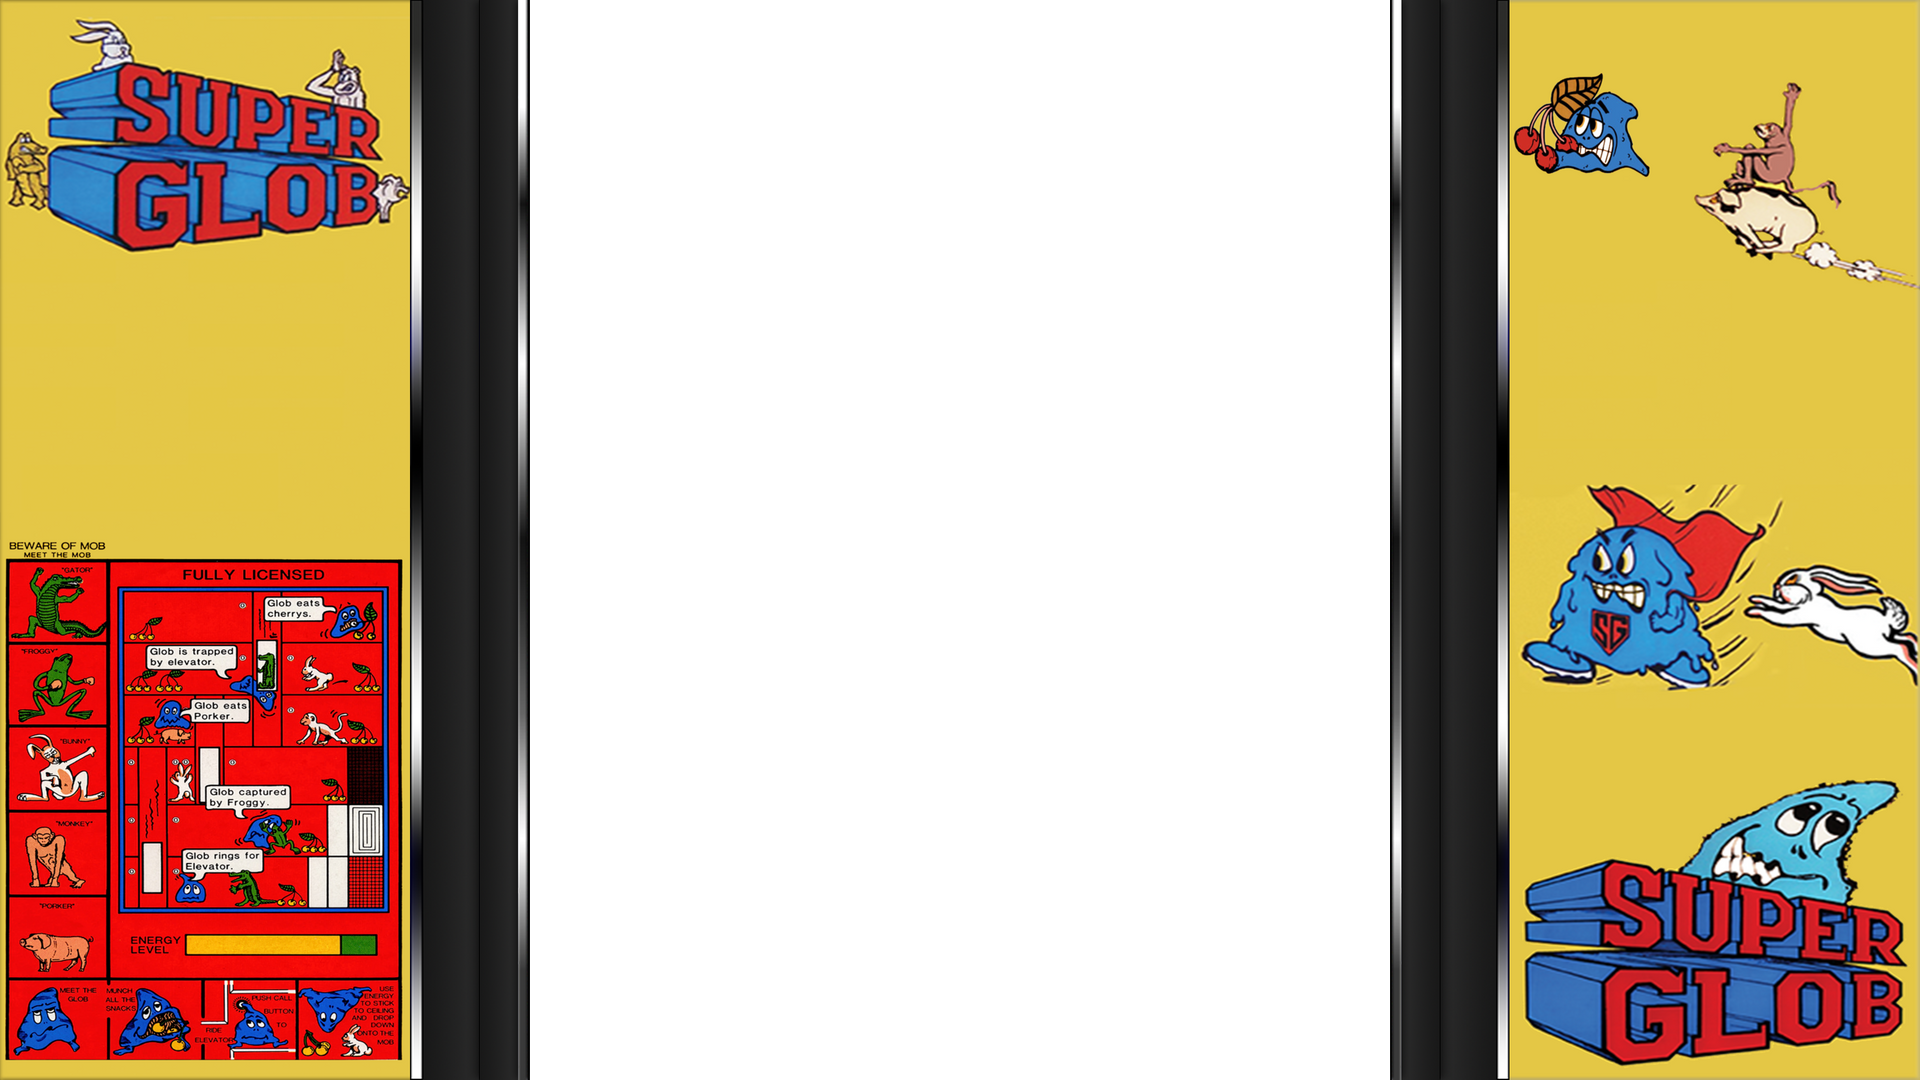 SUPER
GLOB
BEWARE OF MOB
MEET THE MOB
"GATOR"
"FROGGY"
"BUNNY"
"MONKEY"
"PORKER"
FULLY LICENSED
Glob eats
cherrys.
Glob is trapped
by elevator.
Glob eats
Porker.
Glob captured
by Froggy.
Glob rings for
Elevator.
ENERGY
LEVEL
MEET THE
GLOB
MUNCH
ALL THE
SNACKS
RIDE
ELEVATOR
PUSH CALL
BUTTON
TO
USE
ENERGY
TO STICK
TO CEILING
AND DROP
DOWN
ONTO THE
MOB
SG
SUPER
GLOB